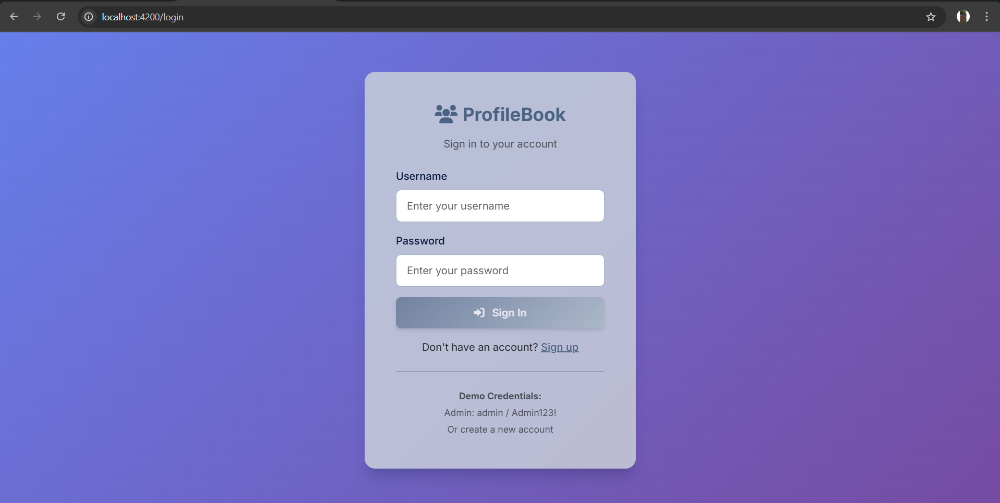 localhost:4200/login
ProfileBook
Sign in to your account
Username
Enter your username
Password
Enter your password
Sign In
Don't have an account? Sign up
Demo Credentials:
Admin: admin / Admin123!
Or create a new account